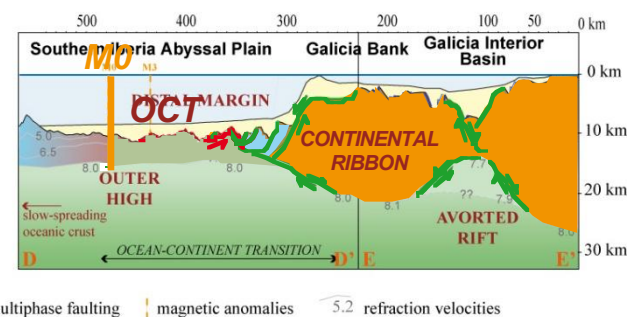 500 400 300 200 100 50 0 km
Southern Iberia Abyssal Plain Galicia Bank Galicia Interior Basin
M0 M3
0 km
DISTAL MARGIN
OCT
10 km
5.0
6.5
CONTINENTAL
RIBBON
8.0 8.0 7.7
OUTER
HIGH
20 km
8.0 8.1 ?? 7.9
slow-spreading
oceanic crust
AVORTED
RIFT
8.0
OCEAN-CONTINENT TRANSITION
30 km
D D' E E'
ultiphase faulting magnetic anomalies 5.2 refraction velocities